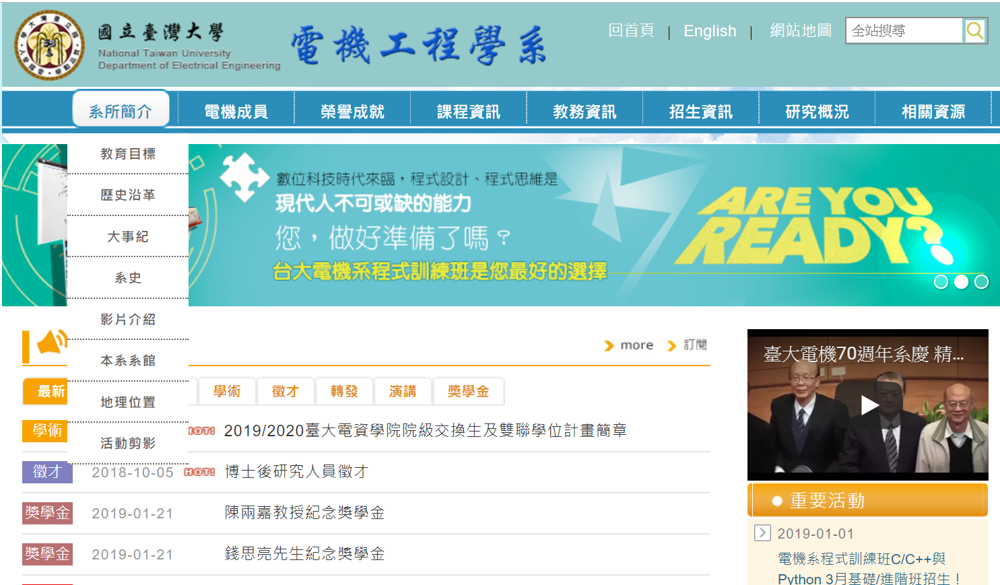 國立臺灣大學
National Taiwan University
Department of Electrical Engineering
電機工程學系
回首頁 | English | 網站地圖
全站搜尋
系所簡介 電機成員 榮譽成就 課程資訊 教務資訊 招生資訊 研究概況 相關資源
教育目標
歷史沿革
大事紀
系史
影片介紹
本系系館
地理位置
活動剪影
數位科技時代來臨，程式設計、程式思維是
現代人不可或缺的能力
您，做好準備了嗎？
台大電機系程式訓練班是您最好的選擇
ARE YOU
READY?
more 訂閱
最新 學術 徵才 轉發 演講 獎學金
學術 HOT! 2019/2020臺大電資學院院級交換生及雙聯學位計畫簡章
徵才 2018-10-05 HOT! 博士後研究人員徵才
獎學金 2019-01-21 陳兩嘉教授紀念獎學金
獎學金 2019-01-21 錢思亮先生紀念獎學金
臺大電機70週年系慶 精...
重要活動
2019-01-01
電機系程式訓練班C/C++與
Python 3月基礎/進階班招生！